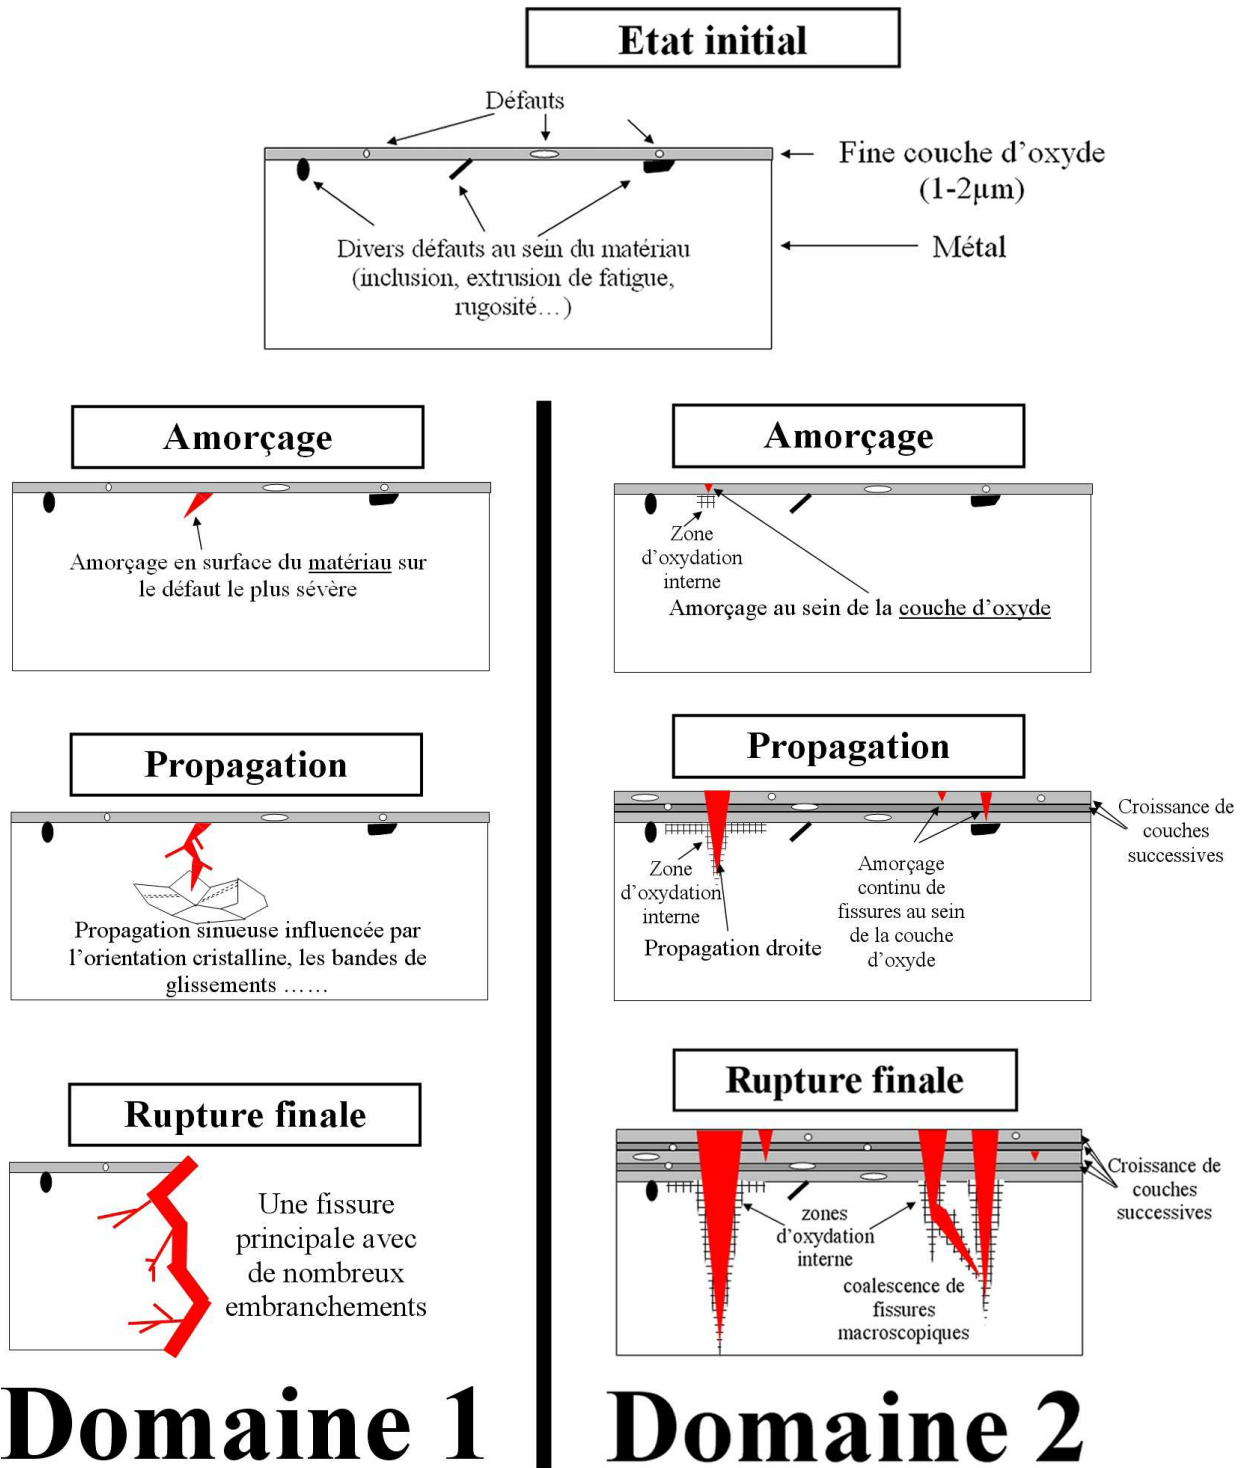 Etat initial
Défauts
Fine couche d'oxyde
(1-2µm)
Métal
Divers défauts au sein du matériau
(inclusion, extrusion de fatigue,
rugosité…)
Amorçage
Amorçage en surface du matériau sur
le défaut le plus sévère
Propagation
Propagation sinueuse influencée par
l'orientation cristalline, les bandes de
glissements ……
Rupture finale
Une fissure
principale avec
de nombreux
embranchements
Domaine 1
Amorçage
Zone
d'oxydation
interne
Amorçage au sein de la couche d'oxyde
Propagation
Croissance de
couches
successives
Zone
d'oxydation
interne
Amorçage
continu de
fissures au sein
de la couche
d'oxyde
Propagation droite
Rupture finale
Croissance de
couches
successives
zones
d'oxydation
interne
coalescence de
fissures
macroscopiques
Domaine 2